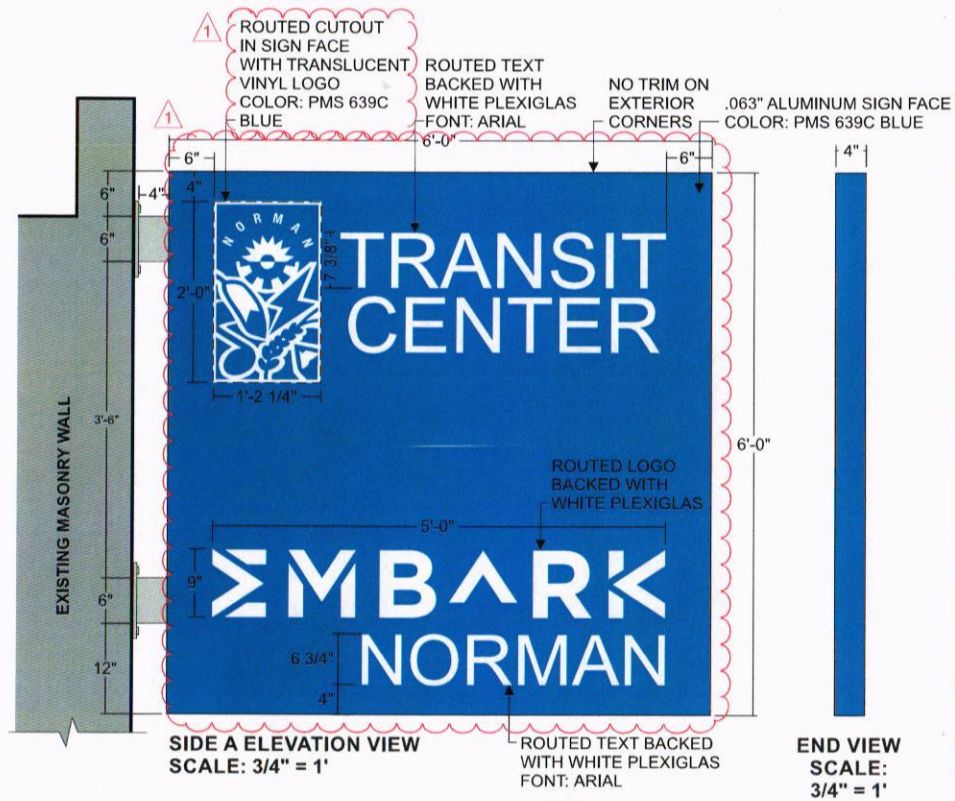 1
ROUTED CUTOUT
IN SIGN FACE
WITH TRANSLUCENT
VINYL LOGO
COLOR: PMS 639C
BLUE
ROUTED TEXT
BACKED WITH
WHITE PLEXIGLAS
FONT: ARIAL
NO TRIM ON
EXTERIOR
CORNERS
.063" ALUMINUM SIGN FACE
COLOR: PMS 639C BLUE
1
6'-0"
6"
6"
4"
4"
6"
4"
6"
NORMAN
7 3/8"
TRANSIT
CENTER
2'-0"
1'-2 1/4"
3'-6"
6'-0"
EXISTING MASONRY WALL
ROUTED LOGO
BACKED WITH
WHITE PLEXIGLAS
5'-0"
9"
EMBARK
6"
NORMAN
6 3/4"
12"
4"
SIDE A ELEVATION VIEW
SCALE: 3/4" = 1'
ROUTED TEXT BACKED
WITH WHITE PLEXIGLAS
FONT: ARIAL
END VIEW
SCALE:
3/4" = 1'